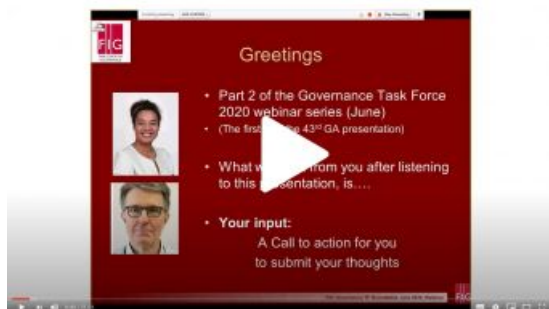 FIG
Greetings
• Part 2 of the Governance Task Force
2020 webinar series (June)
• (The first 43rd GA presentation)
• What from you after listening
to this is....
• Your input:
A Call to action for you
to submit your thoughts
FIG